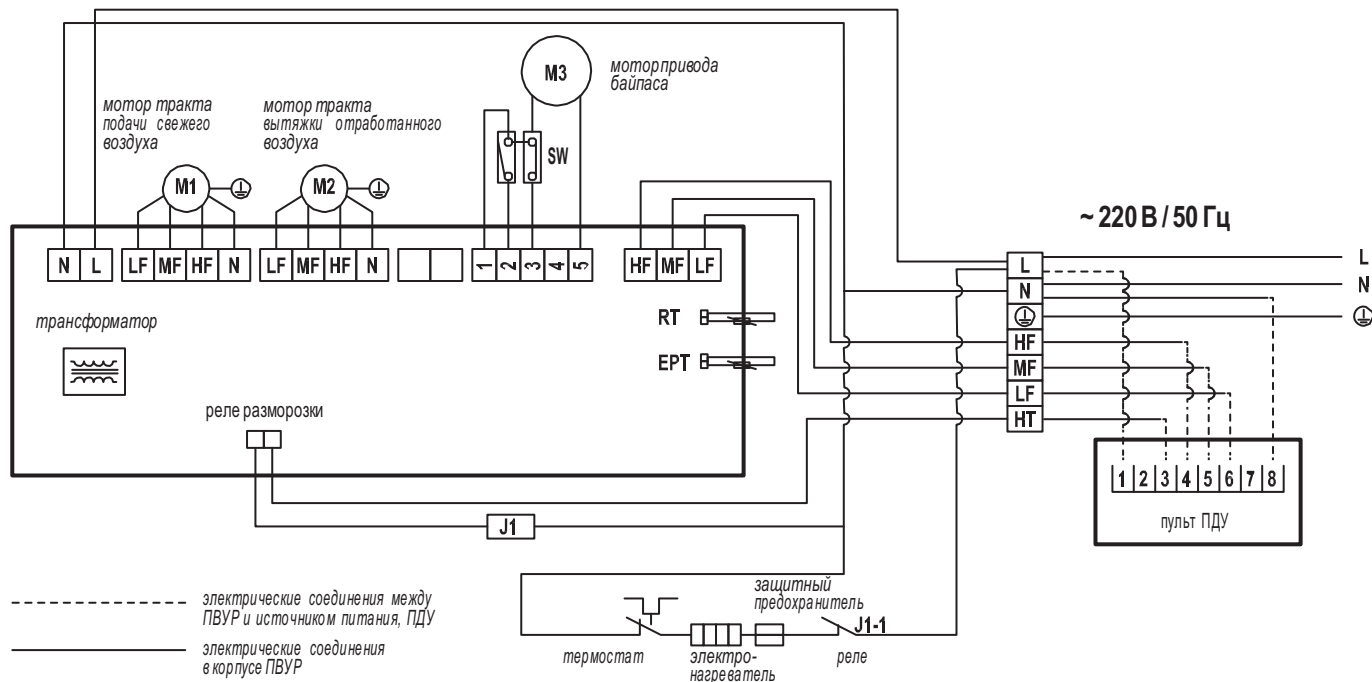 M3
мотор привода
байпаса
мотор тракта
подачи свежего
воздуха
мотор тракта
вытяжки отработанного
воздуха
SW
M1
M2
~ 220 В / 50 Гц
N L
LF MF HF N
LF MF HF N
1 2 3 4 5
HF MF LF
L
N
HF
MF
LF
HT
L
N
трансформатор
RT
EPT
реле разморозки
1 2 3 4 5 6 7 8
пульт ПДУ
J1
электрические соединения между
ПВУР и источником питания, ПДУ
электрические соединения
в корпусе ПВУР
защитный
предохранитель
J1-1
термостат
электро-
нагреватель
реле